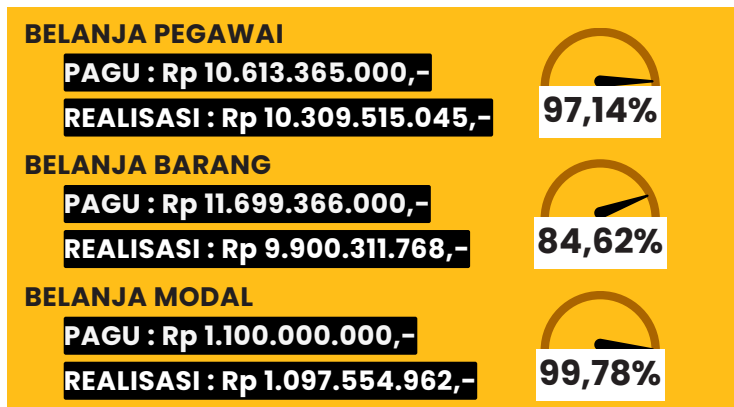 BELANJA PEGAWAI
PAGU : Rp 10.613.365.000,-
REALISASI : Rp 10.309.515.045,-
97,14%
BELANJA BARANG
PAGU : Rp 11.699.366.000,-
REALISASI : Rp 9.900.311.768,-
84,62%
BELANJA MODAL
PAGU : Rp 1.100.000.000,-
REALISASI : Rp 1.097.554.962,-
99,78%